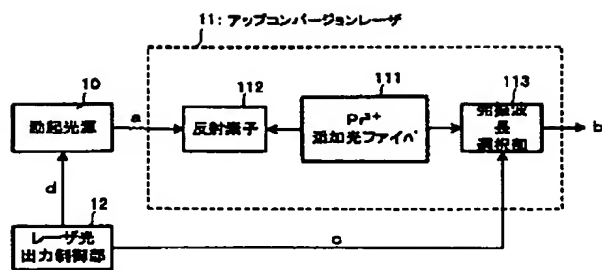 11:アップコンバージョンレーザ
10
励起光源
a
112
反射素子
111
Pr³⁺
添加光ファイバ
113
発振波
長
選択部
b
d
12
レーザ光
出力制御部
c